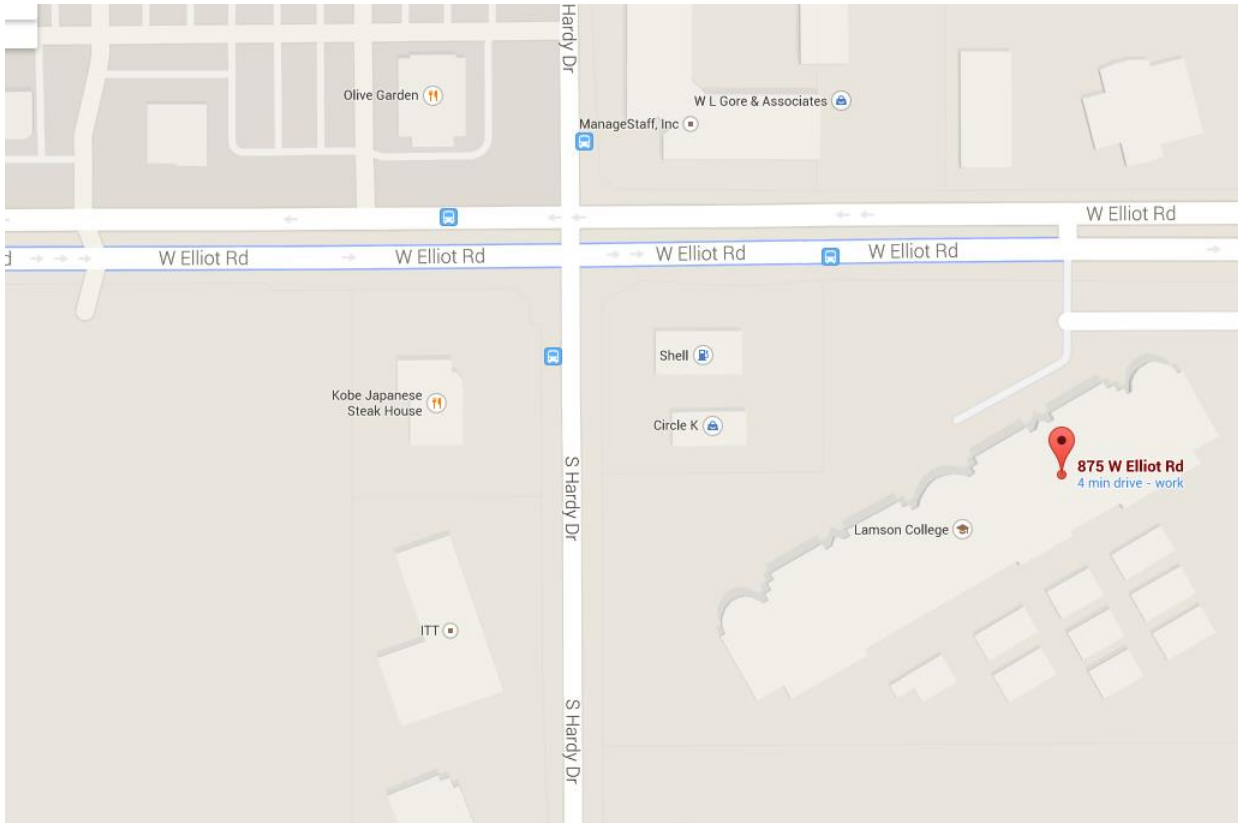 Hardy Dr
Olive Garden
W L Gore & Associates
ManageStaff, Inc
W Elliot Rd
d
W Elliot Rd
W Elliot Rd
W Elliot Rd
W Elliot Rd
Shell
Kobe Japanese
Steak House
Circle K
S Hardy Dr
875 W Elliot Rd
4 min drive - work
Lamson College
ITT
S Hardy Dr